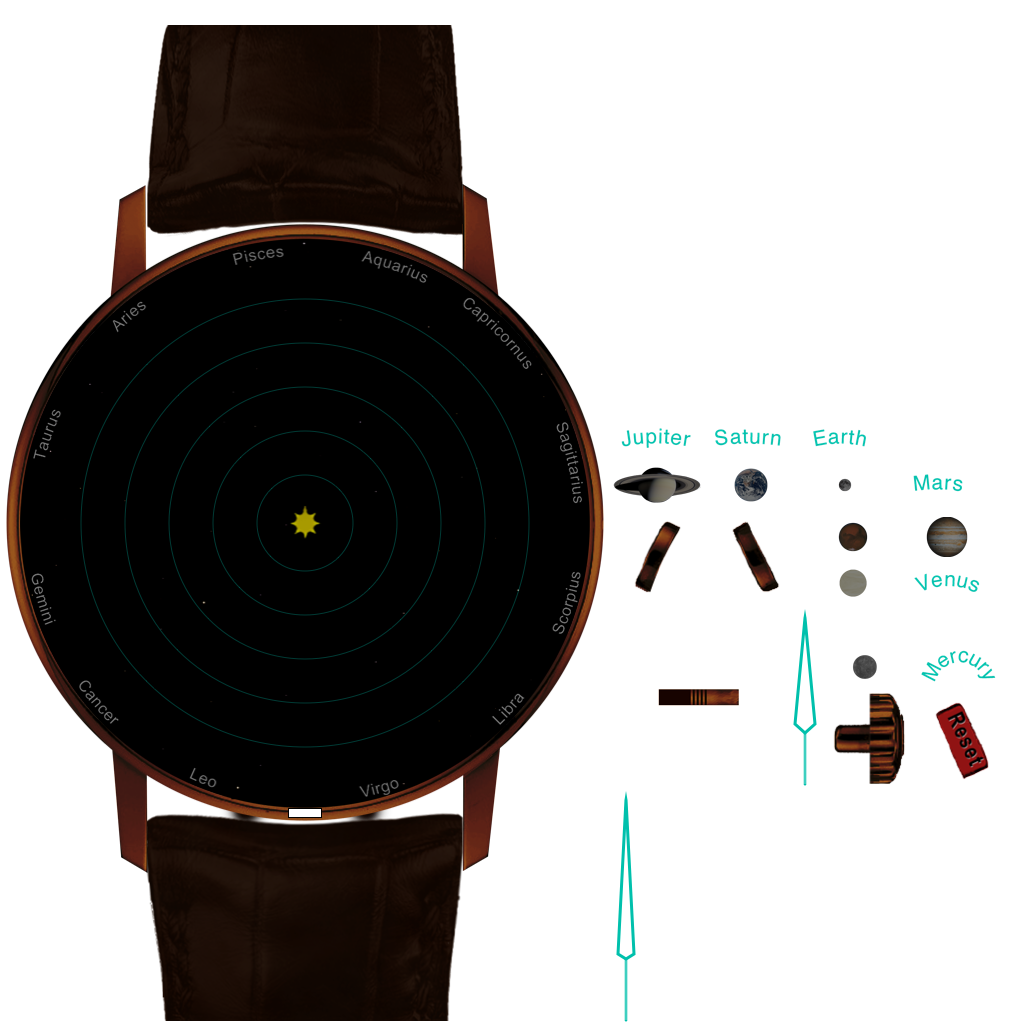 Pisces
Aquarius
Aries
Capricornus
Taurus
Sagittarius
Gemini
Scorpius
Cancer
Libra
Leo
Virgo
Jupiter
Saturn
Earth
Mars
Venus
Mercury
Reset